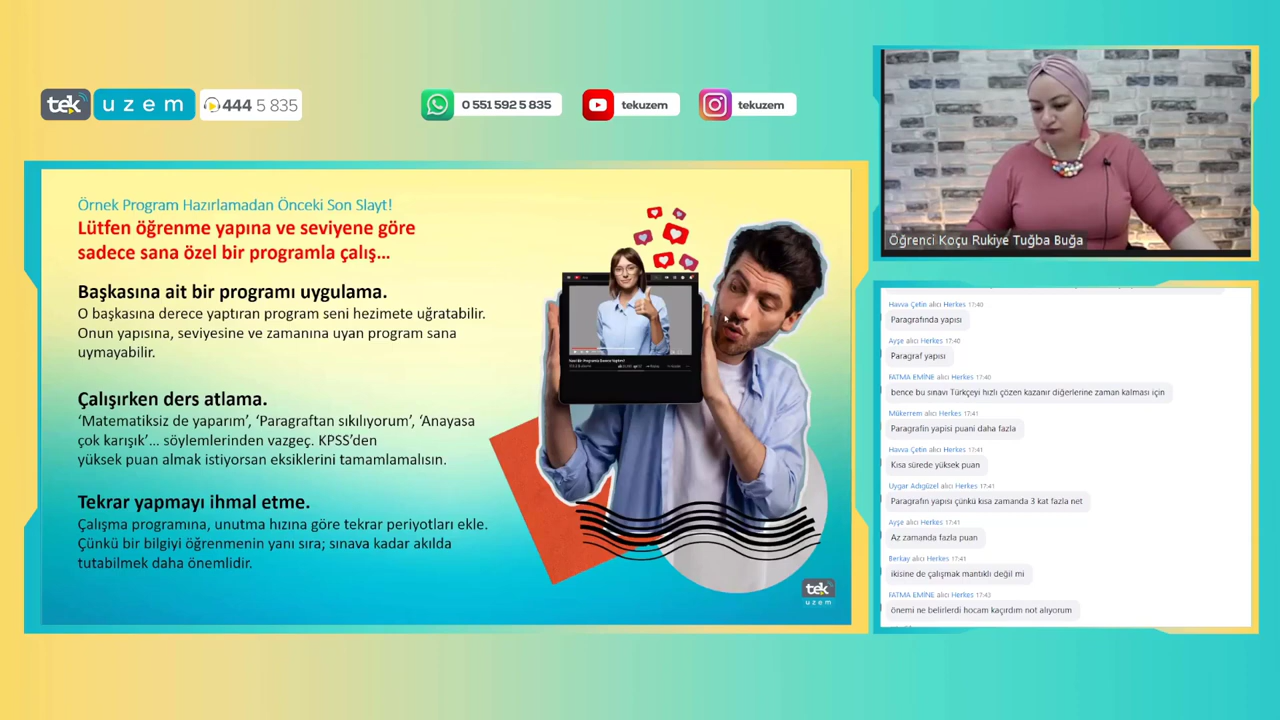 tek uzem 444 5 835
0 551 592 5 835
tekuzem
tekuzem
Örnek Program Hazırlamadan Önceki Son Slayt!
Lütfen öğrenme yapına ve seviyene göre
sadece sana özel bir programla çalış...
Başkasına ait bir programı uygulama.
O başkasına derece yaptıran program seni hezimete uğratabilir.
Onun yapısına, seviyesine ve zamanına uyan program sana
uymayabilir.
Çalışırken ders atlama.
‘Matematiksiz de yaparım’, ‘Paragraftan sıkılıyorum’, ‘Anayasa
çok karışık’... söylemlerinden vazgeç. KPSS’den
yüksek puan almak istiyorsan eksiklerini tamamlamalısın.
Tekrar yapmayı ihmal etme.
Çalışma programına, unutma hızına göre tekrar periyotları ekle.
Çünkü bir bilgiyi öğrenmenin yanı sıra; sınava kadar akılda
tutabilmek daha önemlidir.
tek
uzem
Öğrenci Koçu Rukiye Tuğba Buğa
Havva Çetin alıcı Herkes 17:40
Paragrafında yapısı
Ayşe alıcı Herkes 17:40
Paragraf yapısı
FATMA EMİNE alıcı Herkes 17:40
bence bu sınavı Türkçeyi hızlı çözen kazanır diğerlerine zaman kalması için
Mükerrem alıcı Herkes 17:41
Paragrafin yapisi puani daha fazla
Havva Çetin alıcı Herkes 17:41
Kısa sürede yüksek puan
Uygar Adıgüzel alıcı Herkes 17:41
Paragrafın yapısı çünkü kısa zamanda 3 kat fazla net
Ayşe alıcı Herkes 17:41
Az zamanda fazla puan
Berkay alıcı Herkes 17:41
ikisine de çalışmak mantıklı değil mi
FATMA EMİNE alıcı Herkes 17:43
önemi ne belirlerdi hocam kaçırdım not alıyorum